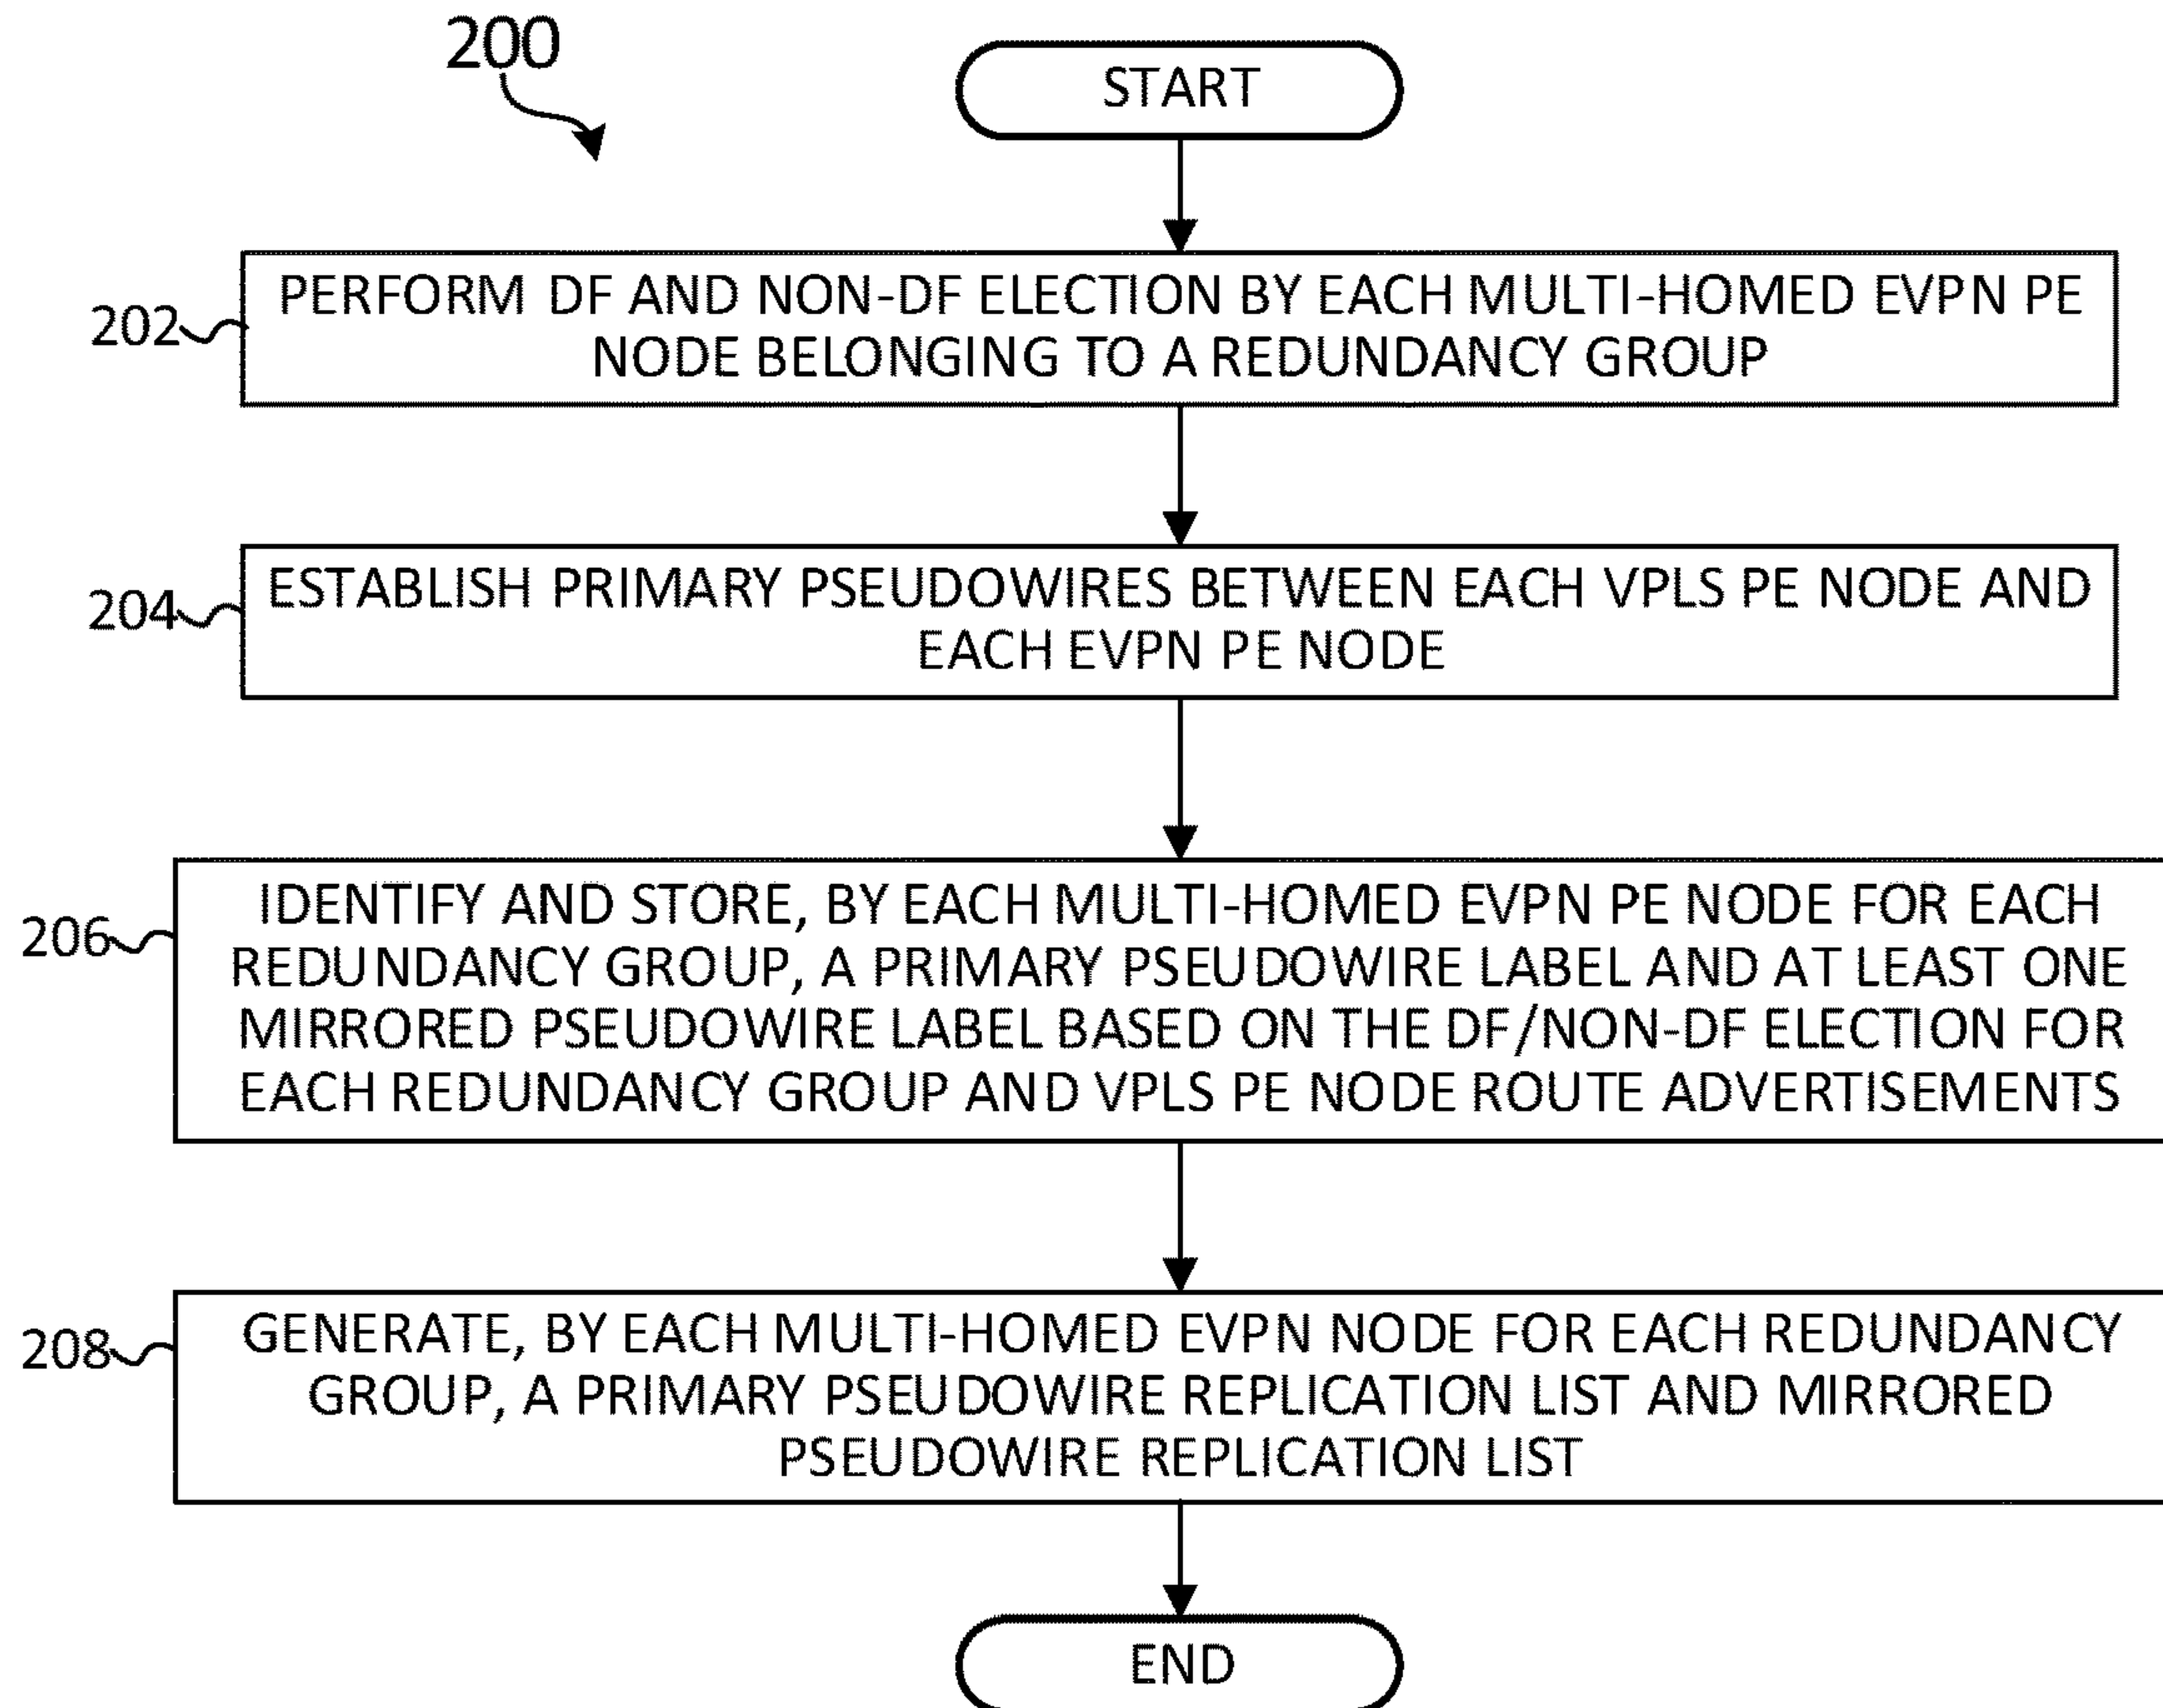 200
START
202
PERFORM DF AND NON-DF ELECTION BY EACH MULTI-HOMED EVPN PE
NODE BELONGING TO A REDUNDANCY GROUP
204
ESTABLISH PRIMARY PSEUDOWIRES BETWEEN EACH VPLS PE NODE AND
EACH EVPN PE NODE
206
IDENTIFY AND STORE, BY EACH MULTI-HOMED EVPN PE NODE FOR EACH
REDUNDANCY GROUP, A PRIMARY PSEUDOWIRE LABEL AND AT LEAST ONE
MIRRORED PSEUDOWIRE LABEL BASED ON THE DF/NON-DF ELECTION FOR
EACH REDUNDANCY GROUP AND VPLS PE NODE ROUTE ADVERTISEMENTS
208
GENERATE, BY EACH MULTI-HOMED EVPN NODE FOR EACH REDUNDANCY
GROUP, A PRIMARY PSEUDOWIRE REPLICATION LIST AND MIRRORED
PSEUDOWIRE REPLICATION LIST
END